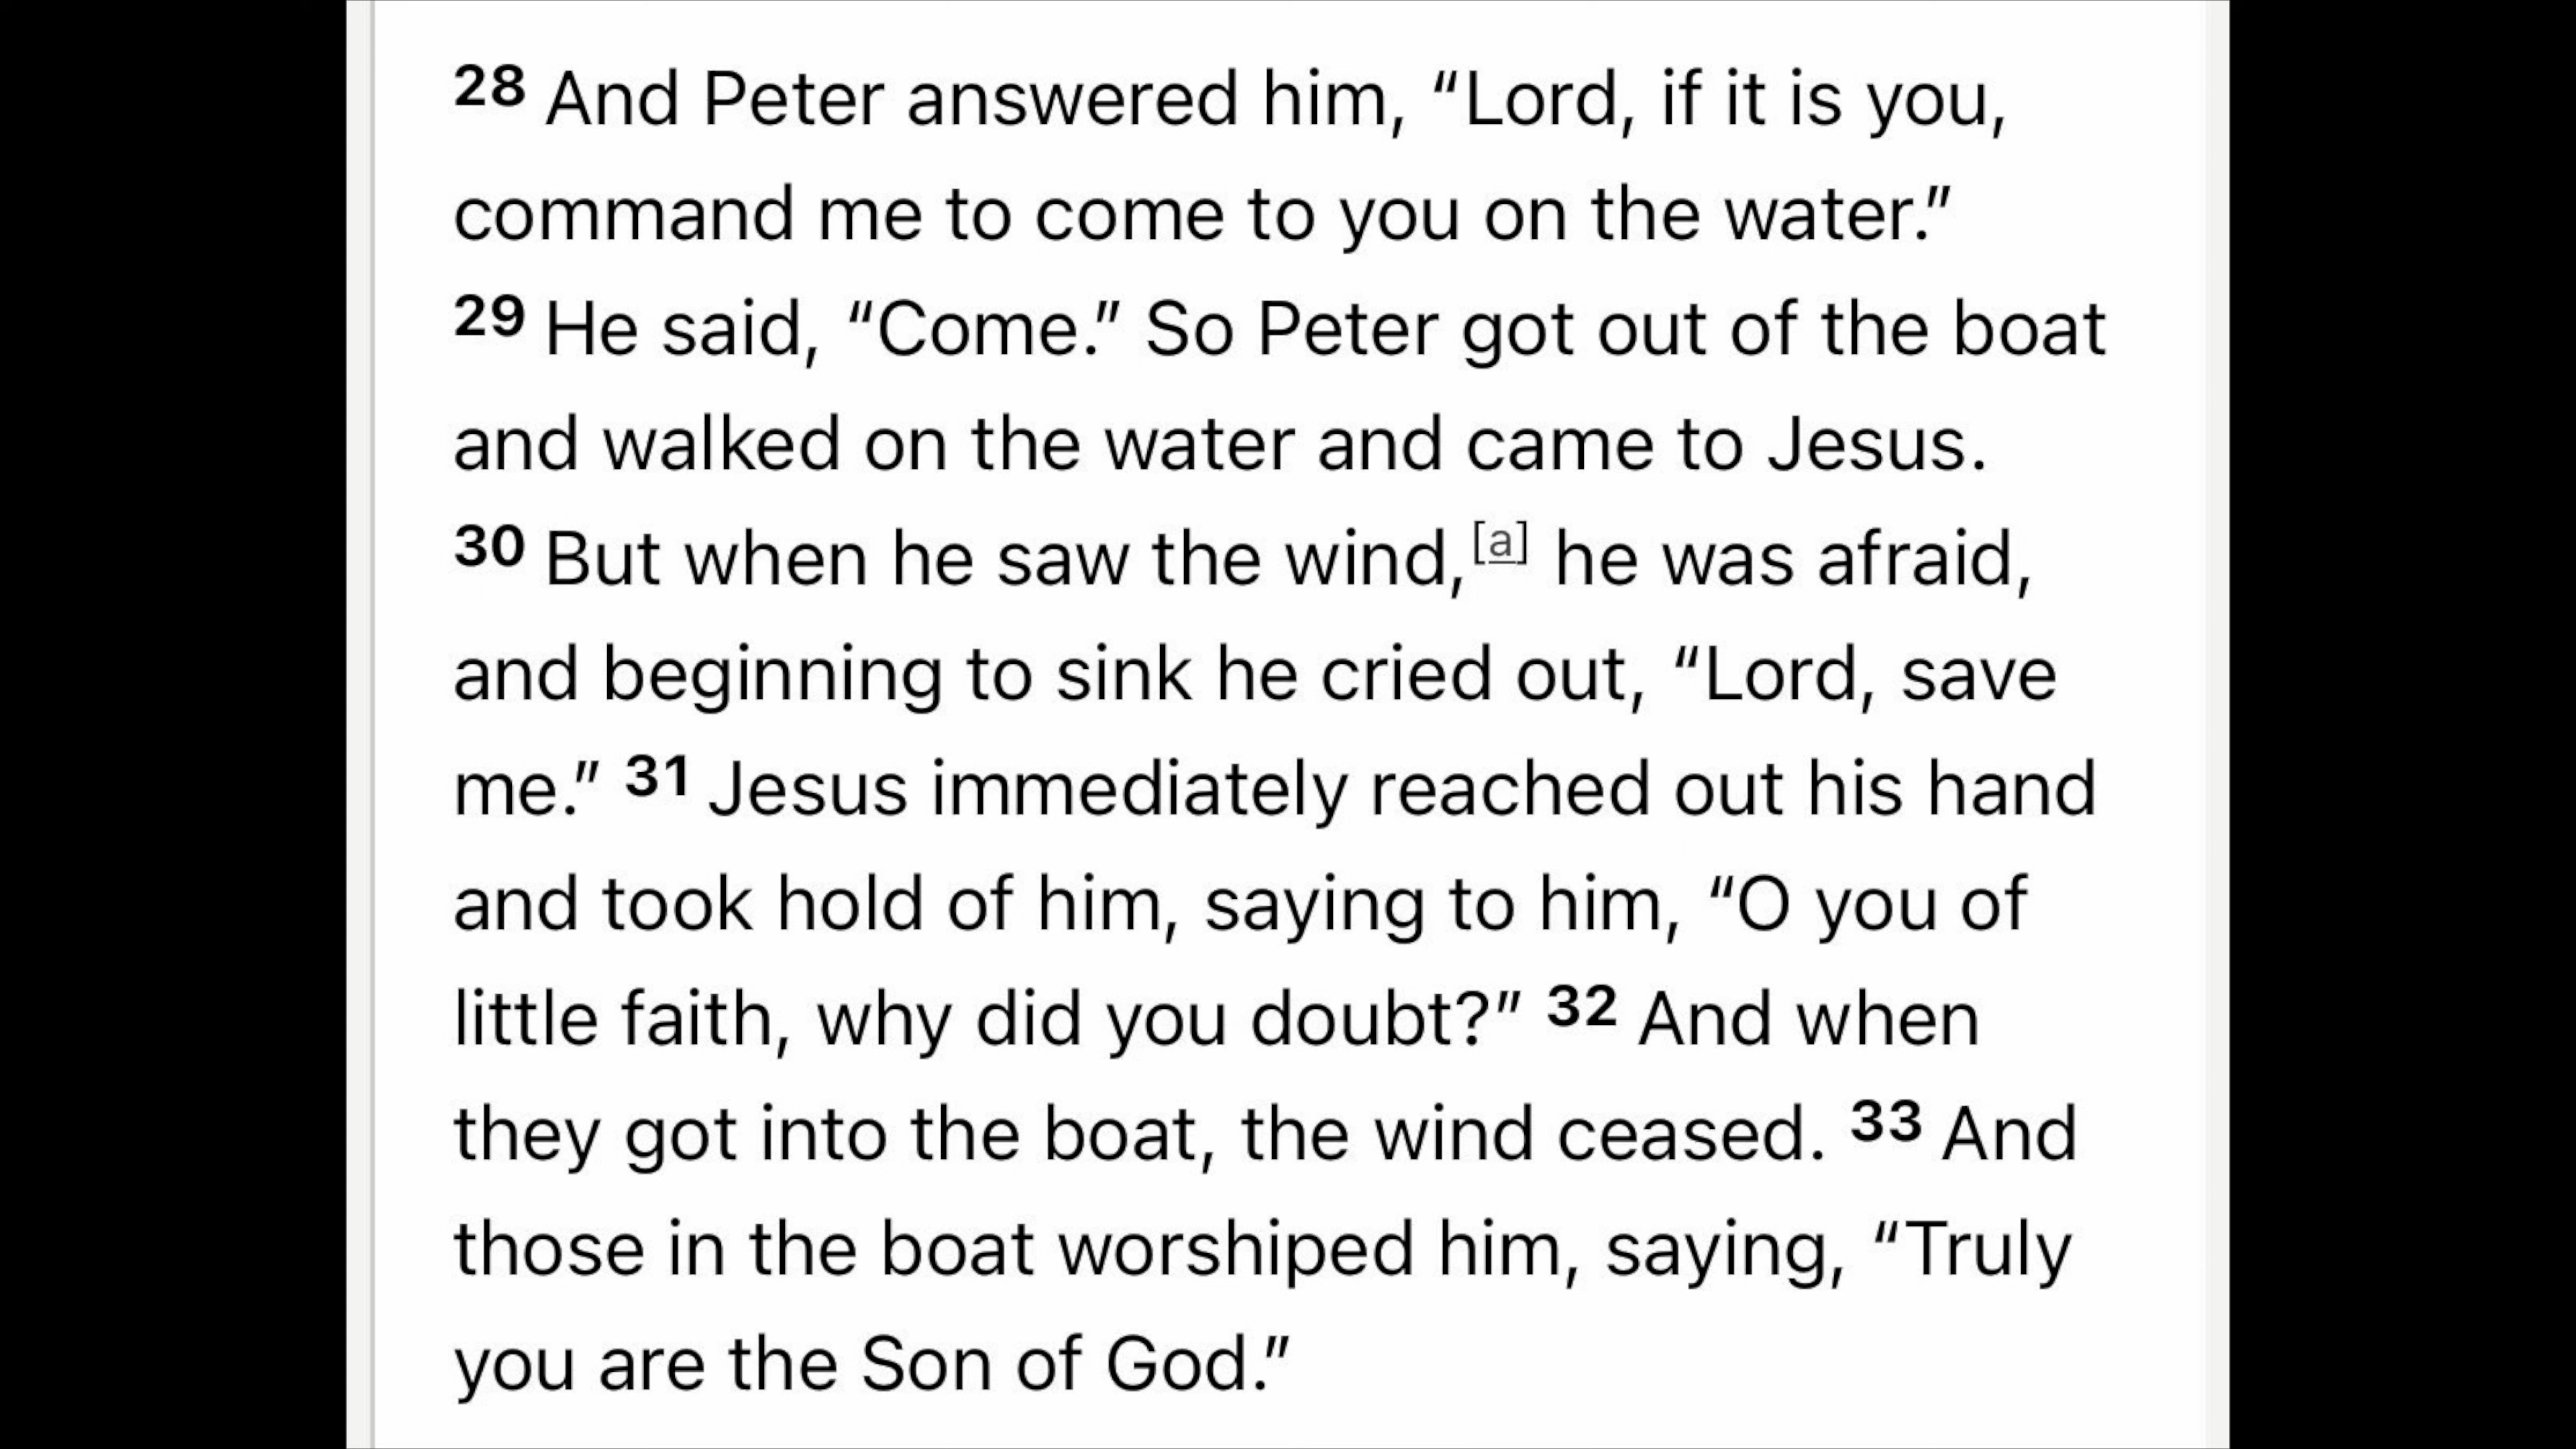 28 And Peter answered him, “Lord, if it is you,
command me to come to you on the water.”
29 He said, “Come.” So Peter got out of the boat
and walked on the water and came to Jesus.
30 But when he saw the wind,[a] he was afraid,
and beginning to sink he cried out, “Lord, save
me.” 31 Jesus immediately reached out his hand
and took hold of him, saying to him, “O you of
little faith, why did you doubt?” 32 And when
they got into the boat, the wind ceased. 33 And
those in the boat worshiped him, saying, “Truly
you are the Son of God.”